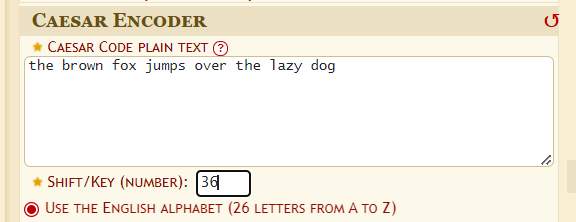 CAESAR ENCODER
★ CAESAR CODE PLAIN TEXT ?
the brown fox jumps over the lazy dog
★ SHIFT/KEY (NUMBER): 36
USE THE ENGLISH ALPHABET (26 LETTERS FROM A TO Z)